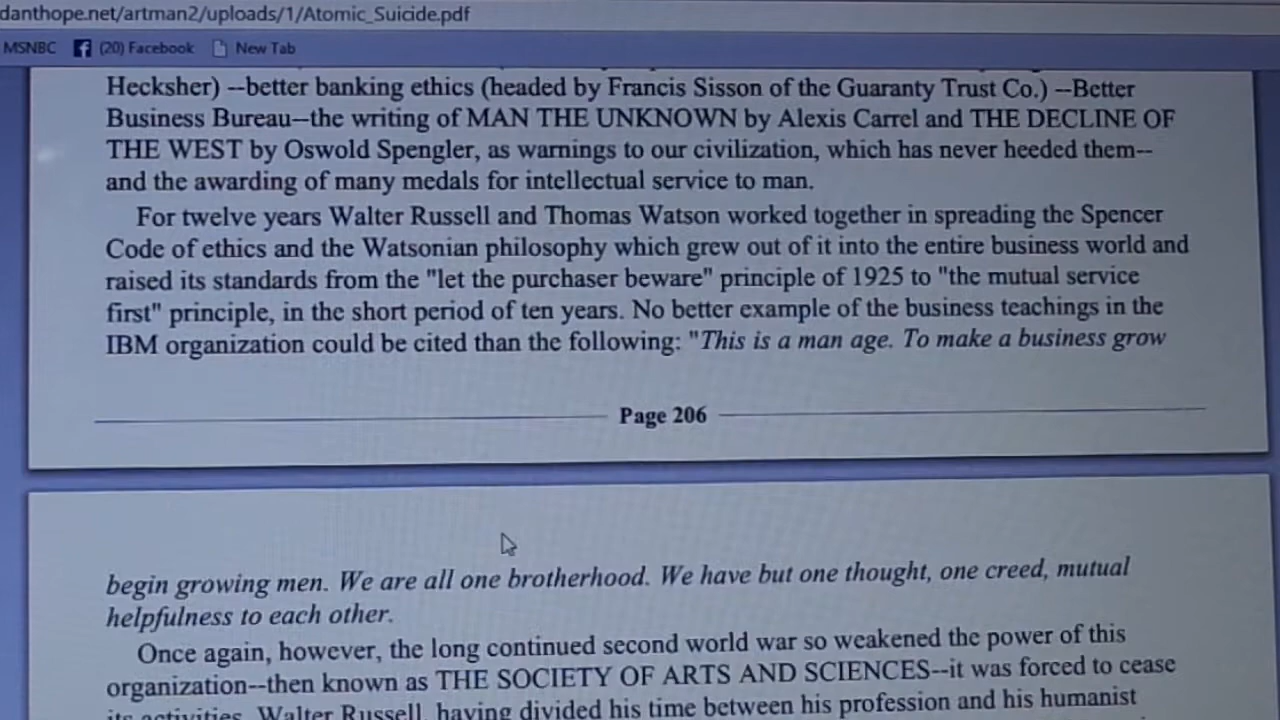 danthope.net/artman2/uploads/1/Atomic_Suicide.pdf
MSNBC (20) Facebook New Tab
Hecksher) --better banking ethics (headed by Francis Sisson of the Guaranty Trust Co.) --Better
Business Bureau--the writing of MAN THE UNKNOWN by Alexis Carrel and THE DECLINE OF
THE WEST by Oswold Spengler, as warnings to our civilization, which has never heeded them--
and the awarding of many medals for intellectual service to man.
For twelve years Walter Russell and Thomas Watson worked together in spreading the Spencer
Code of ethics and the Watsonian philosophy which grew out of it into the entire business world and
raised its standards from the "let the purchaser beware" principle of 1925 to "the mutual service
first" principle, in the short period of ten years. No better example of the business teachings in the
IBM organization could be cited than the following: "This is a man age. To make a business grow
Page 206
begin growing men. We are all one brotherhood. We have but one thought, one creed, mutual
helpfulness to each other.
Once again, however, the long continued second world war so weakened the power of this
organization--then known as THE SOCIETY OF ARTS AND SCIENCES--it was forced to cease
its activities. Walter Russell, having divided his time between his profession and his humanist